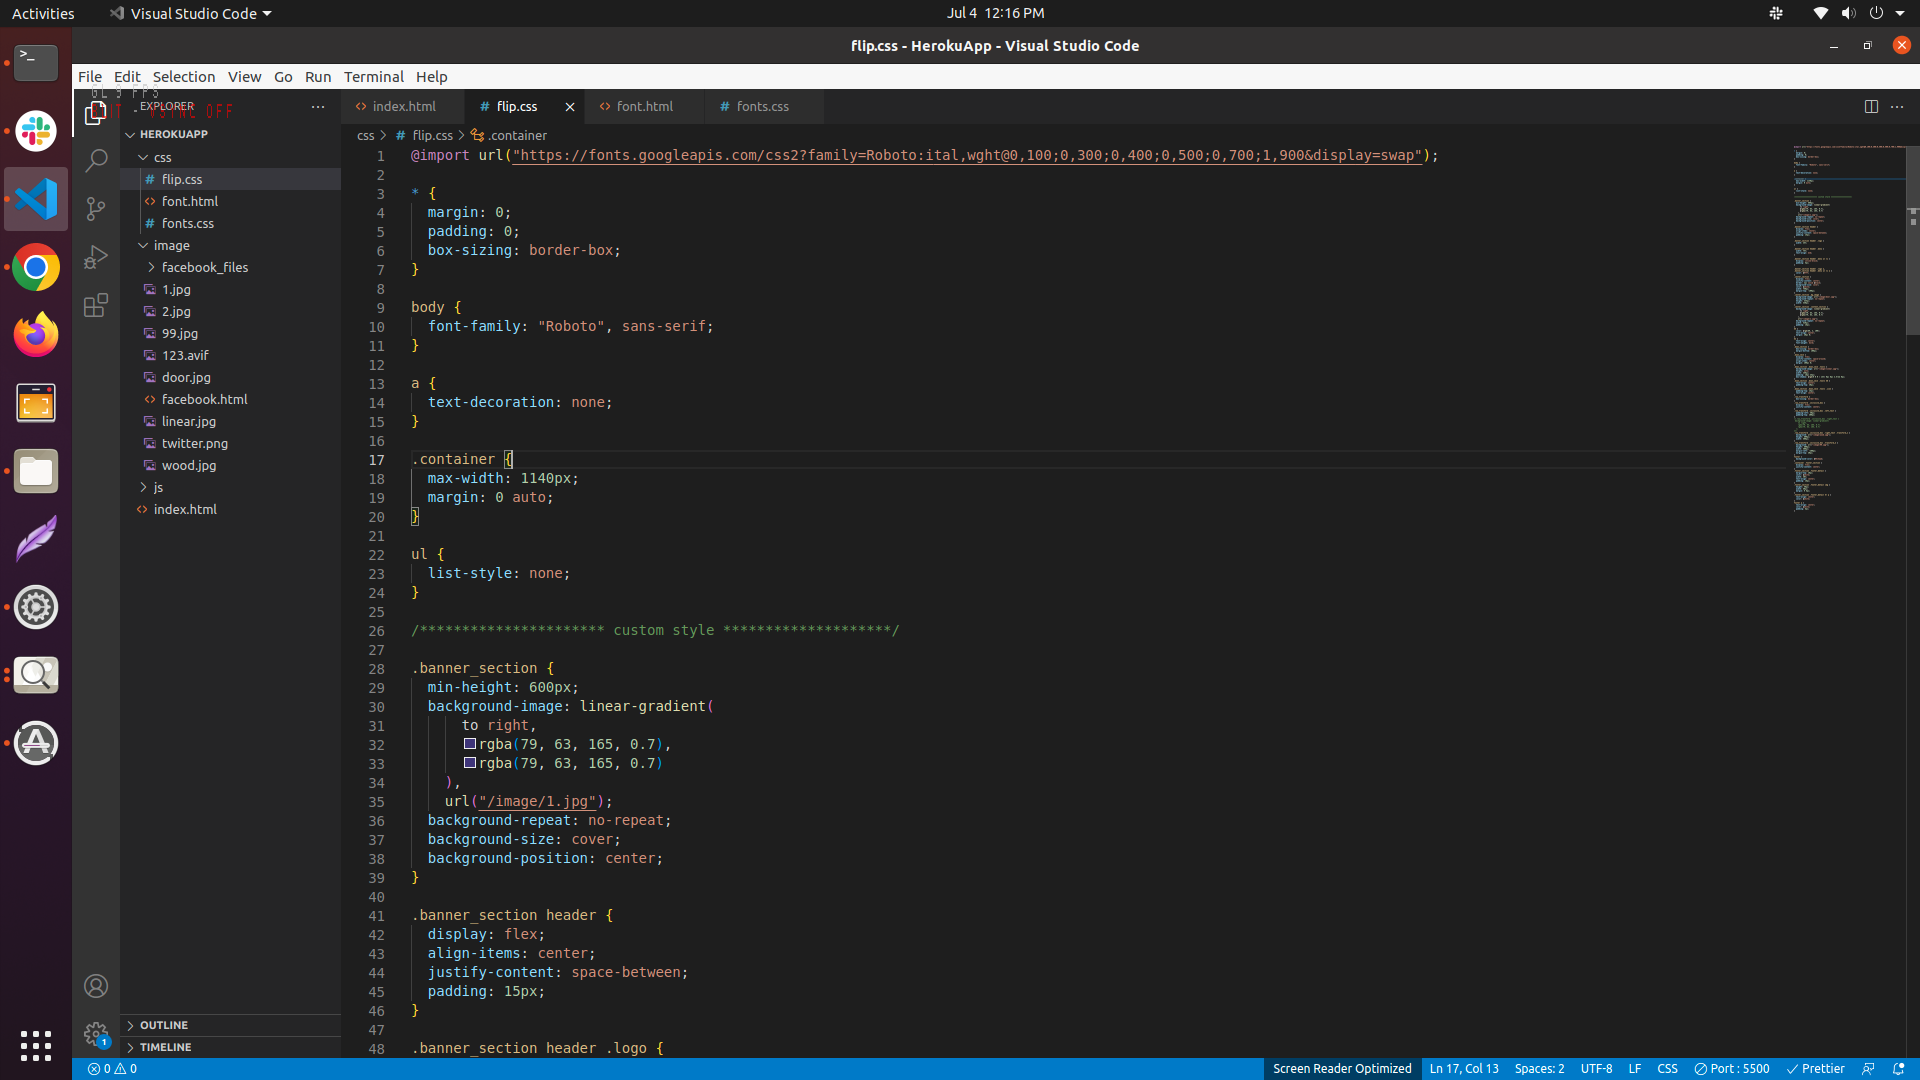 Activities
Visual Studio Code
Jul 4 12:16 PM
flip.css - HerokuApp - Visual Studio Code
File Edit Selection View Go Run Terminal Help
GL 9 FPS
VSYNC OFF
EXPLORER
HEROKUAPP
css
flip.css
font.html
fonts.css
image
facebook_files
1.jpg
2.jpg
99.jpg
123.avif
door.jpg
facebook.html
linear.jpg
twitter.png
wood.jpg
js
index.html
OUTLINE
TIMELINE
index.html
flip.css
font.html
fonts.css
css > flip.css > .container
1 @import url("https://fonts.googleapis.com/css2?family=Roboto:ital,wght@0,100;0,300;0,400;0,500;0,700;1,900&display=swap");
2
3 * {
4 margin: 0;
5 padding: 0;
6 box-sizing: border-box;
7 }
8
9 body {
10 font-family: "Roboto", sans-serif;
11 }
12
13 a {
14 text-decoration: none;
15 }
16
17 .container {
18 max-width: 1140px;
19 margin: 0 auto;
20 }
21
22 ul {
23 list-style: none;
24 }
25
26 /********************** custom style ********************/
27
28 .banner_section {
29 min-height: 600px;
30 background-image: linear-gradient(
31 to right,
32 rgba(79, 63, 165, 0.7),
33 rgba(79, 63, 165, 0.7)
34 ),
35 url("/image/1.jpg");
36 background-repeat: no-repeat;
37 background-size: cover;
38 background-position: center;
39 }
40
41 .banner_section header {
42 display: flex;
43 align-items: center;
44 justify-content: space-between;
45 padding: 15px;
46 }
47
48 .banner_section header .logo {
1
0 0
Screen Reader Optimized
Ln 17, Col 13
Spaces: 2
UTF-8
LF
CSS
Port : 5500
Prettier